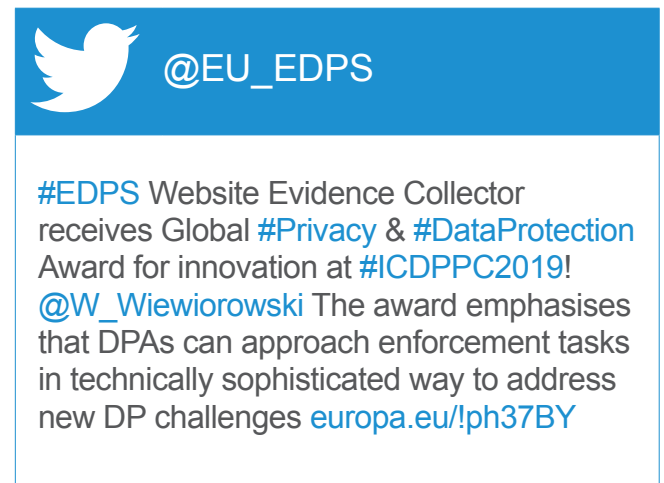 @EU_EDPS
#EDPS Website Evidence Collector
receives Global #Privacy & #DataProtection
Award for innovation at #ICDPPC2019!
@W_Wiewiorowski The award emphasises
that DPAs can approach enforcement tasks
in technically sophisticated way to address
new DP challenges europa.eu/!ph37BY